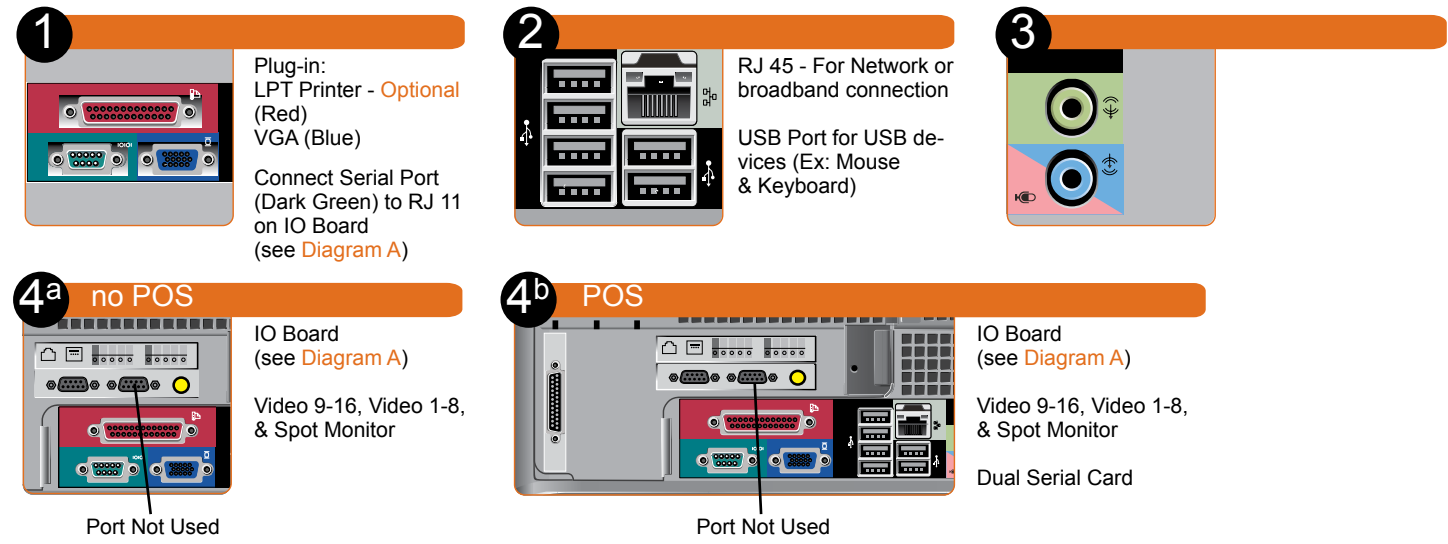 1
Plug-in:
LPT Printer - Optional
(Red)
VGA (Blue)
Connect Serial Port
(Dark Green) to RJ 11
on IO Board
(see Diagram A)
2
RJ 45 - For Network or
broadband connection
USB Port for USB de-
vices (Ex: Mouse
& Keyboard)
3
4a no POS
IO Board
(see Diagram A)
Video 9-16, Video 1-8,
& Spot Monitor
Port Not Used
4b POS
IO Board
(see Diagram A)
Video 9-16, Video 1-8,
& Spot Monitor
Dual Serial Card
Port Not Used